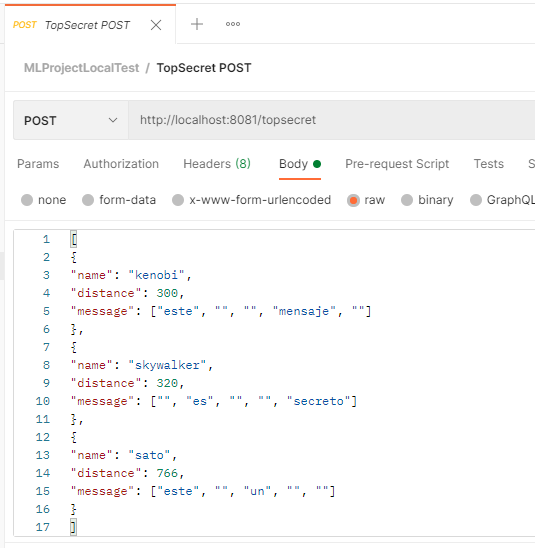 POST TopSecret POST
MLProjectLocalTest / TopSecret POST
POST http://localhost:8081/topsecret
Params Authorization Headers (8) Body Pre-request Script Tests S
none form-data x-www-form-urlencoded raw binary GraphQL
1 [
2 {
3 "name": "kenobi",
4 "distance": 300,
5 "message": ["este", "", "", "mensaje", ""]
6 },
7 {
8 "name": "skywalker",
9 "distance": 320,
10 "message": ["", "es", "", "", "secreto"]
11 },
12 {
13 "name": "sato",
14 "distance": 766,
15 "message": ["este", "", "un", "", ""]
16 }
17 ]